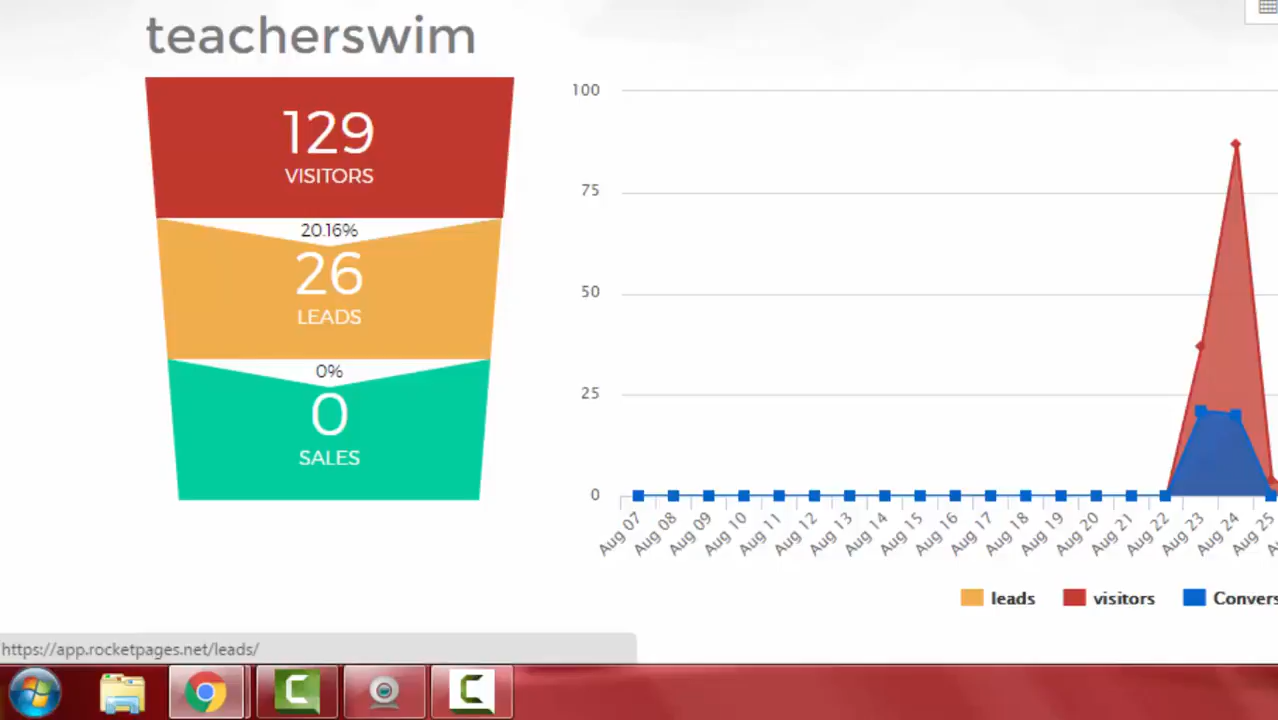 teacherswim
129
VISITORS
20.16%
26
LEADS
0%
0
SALES
100
75
50
25
0
Aug 07
Aug 08
Aug 09
Aug 10
Aug 11
Aug 12
Aug 13
Aug 14
Aug 15
Aug 16
Aug 17
Aug 18
Aug 19
Aug 20
Aug 21
Aug 22
Aug 23
Aug 24
Aug 25
leads visitors Convers
https://app.rocketpages.net/leads/